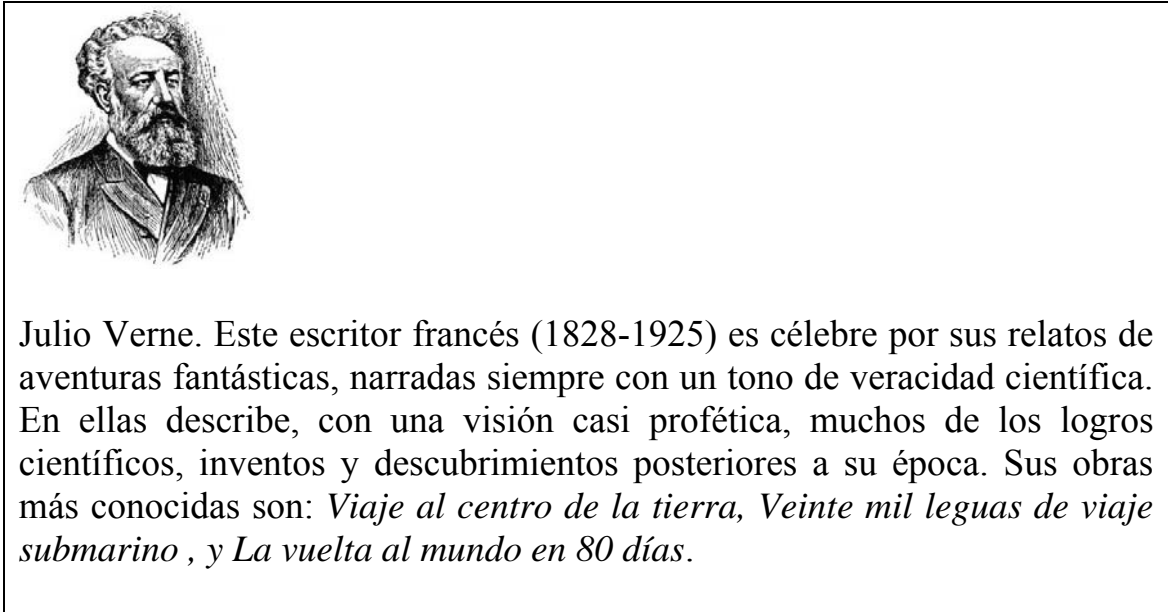 Julio Verne. Este escritor francés (1828-1925) es célebre por sus relatos de
aventuras fantásticas, narradas siempre con un tono de veracidad científica.
En ellas describe, con una visión casi profética, muchos de los logros
científicos, inventos y descubrimientos posteriores a su época. Sus obras
más conocidas son: Viaje al centro de la tierra, Veinte mil leguas de viaje
submarino , y La vuelta al mundo en 80 días.